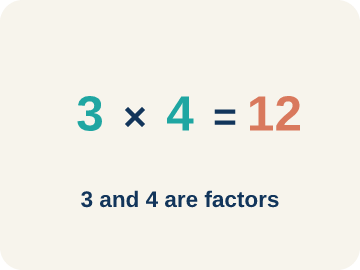 3 × 4 = 12
3 and 4 are factors